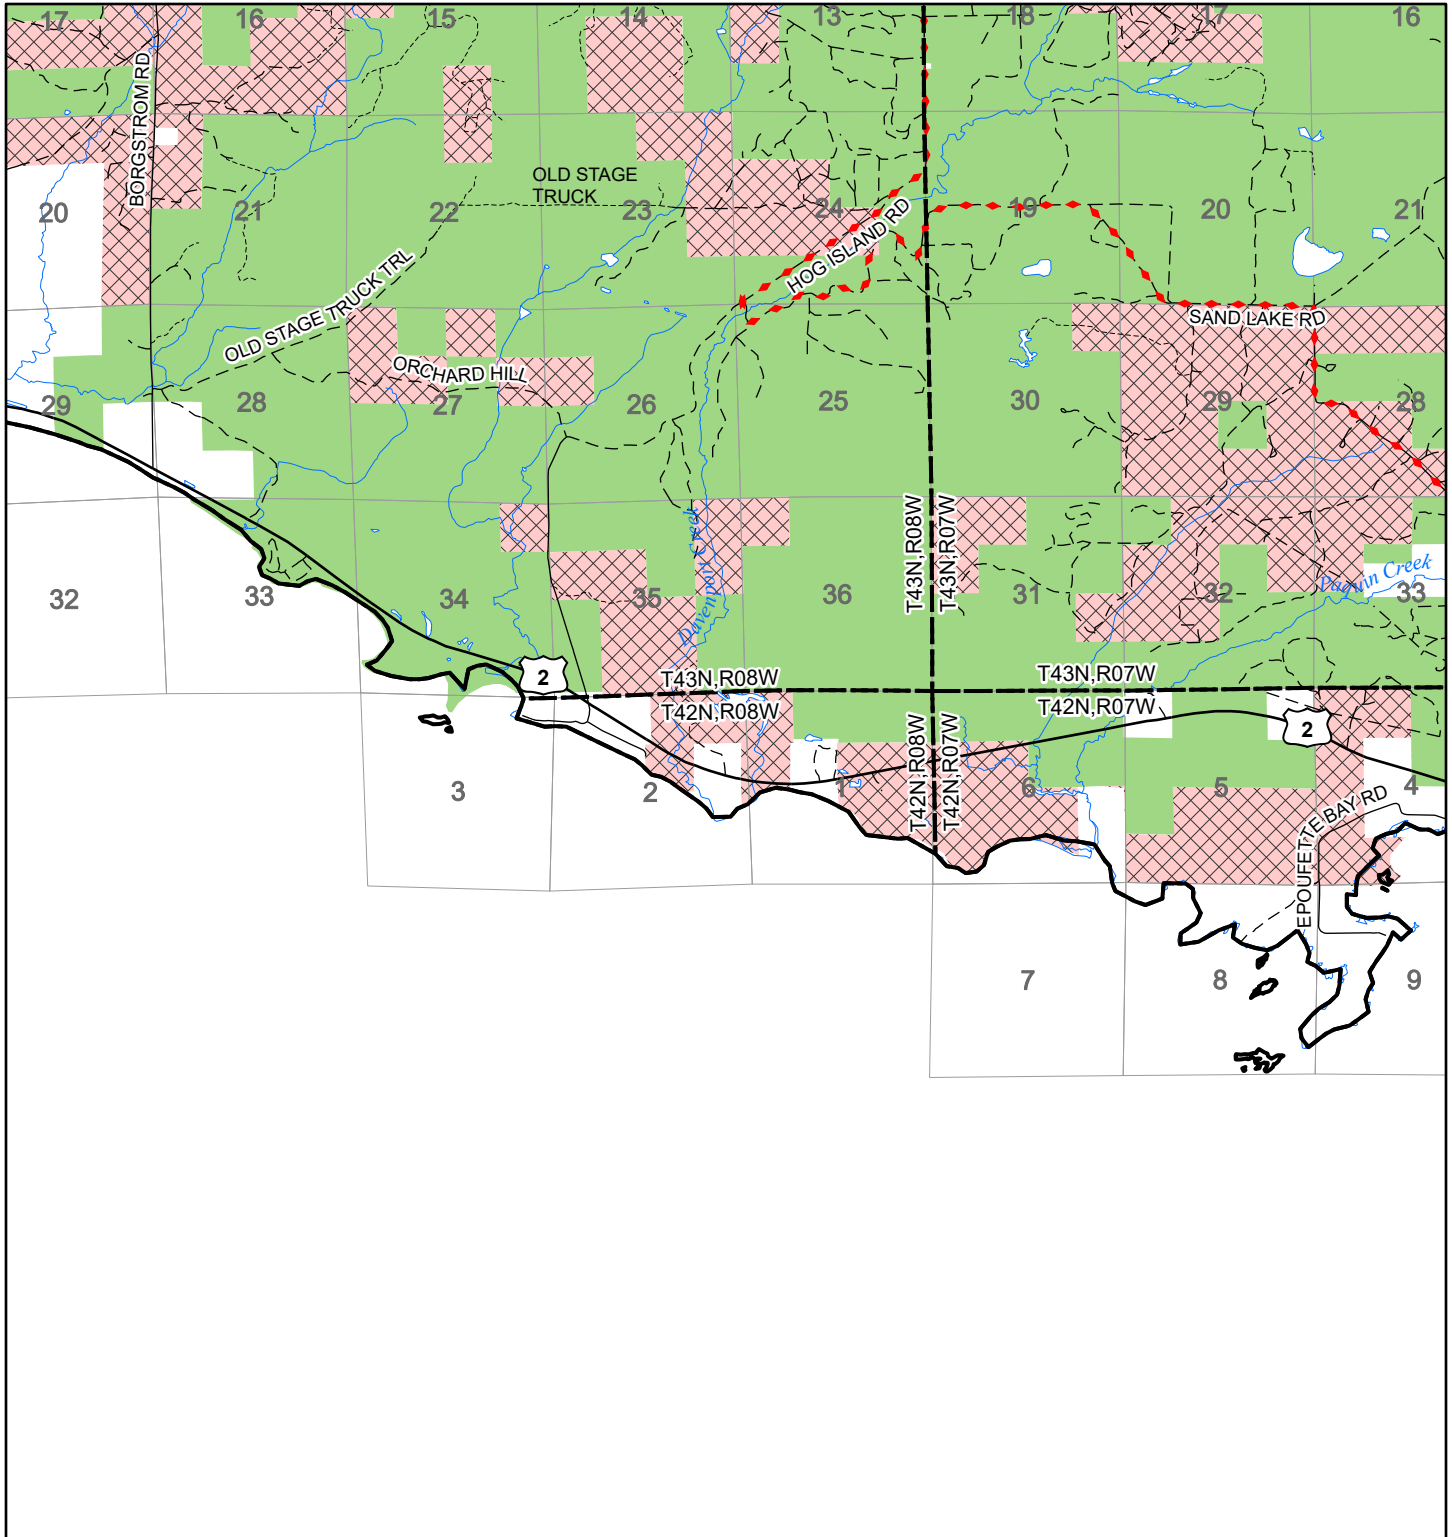 17
16
15
14
13
18
17
16
BORGSTROM RD
OLD STAGE
TRUCK
20
21
22
23
24
19
20
21
HOG ISLAND RD
OLD STAGE TRUCK TRL
SAND LAKE RD
ORCHARD HILL
29
28
27
26
25
30
29
28
T43N,R08W
T43N,R07W
Davenport Creek
Paquin Creek
32
33
34
35
36
31
32
33
2
T43N,R08W
T43N,R07W
T42N,R08W
T42N,R07W
2
T42N,R08W
T42N,R07W
3
2
1
6
5
4
EPOUFETTE BAY RD
7
8
9